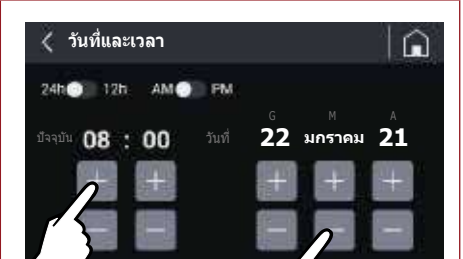 วันที่และเวลา
24h 12h AM PM
G M A
ปัจจุบัน 08 : 00 วันที่ 22 มกราคม 21
+ + + + +
- - - - -